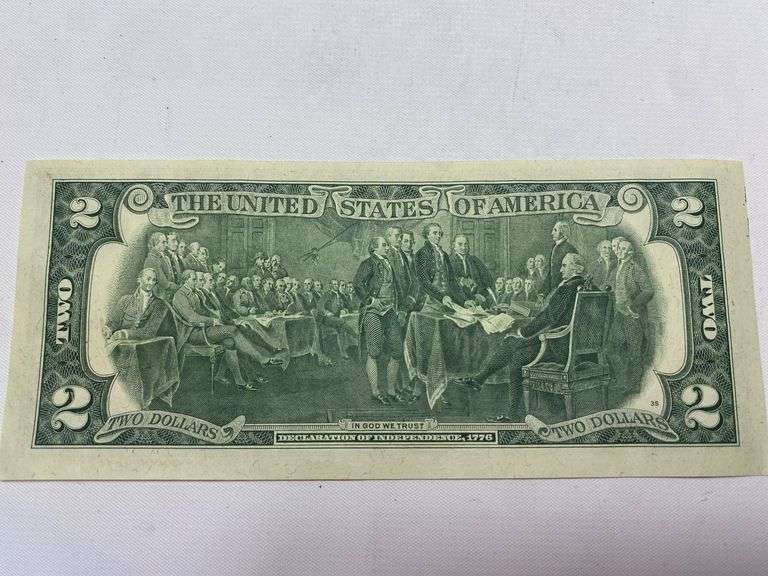 2 THE UNITED STATES OF AMERICA 2
TWO TWO
35
2 TWO DOLLARS IN GOD WE TRUST TWO DOLLARS 2
DECLARATION OF INDEPENDENCE, 1776